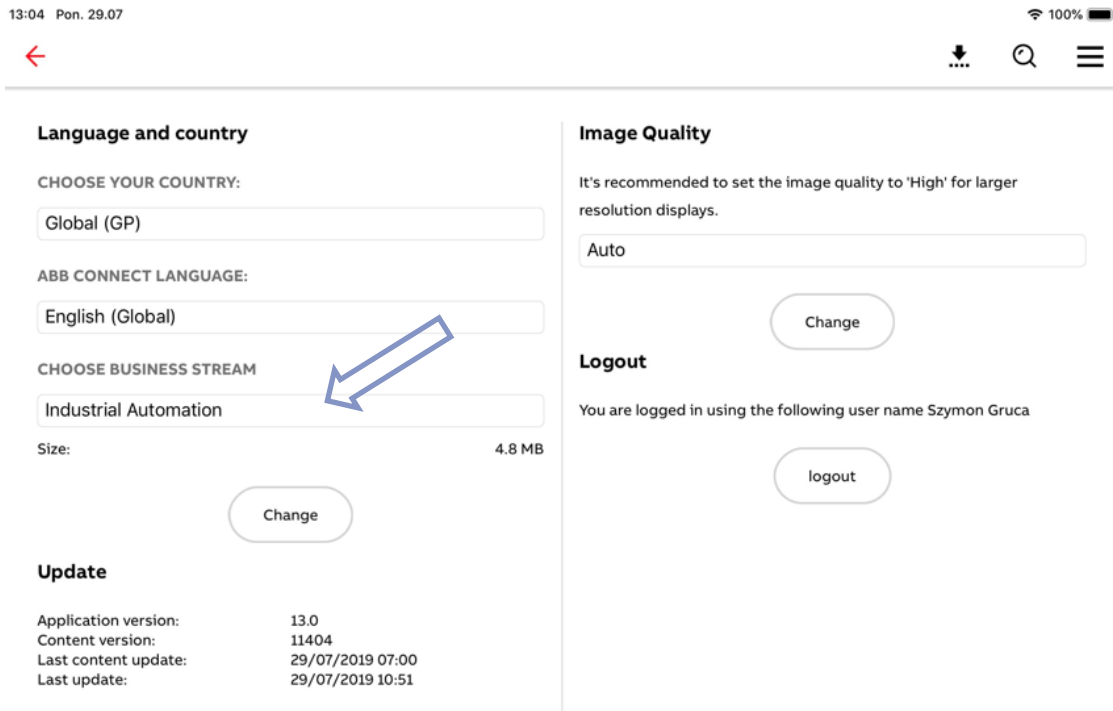 13:04 Pon. 29.07
100%
Language and country
CHOOSE YOUR COUNTRY:
Global (GP)
ABB CONNECT LANGUAGE:
English (Global)
CHOOSE BUSINESS STREAM
Industrial Automation
Size: 4.8 MB
Change
Update
Application version: 13.0
Content version: 11404
Last content update: 29/07/2019 07:00
Last update: 29/07/2019 10:51
Image Quality
It's recommended to set the image quality to 'High' for larger
resolution displays.
Auto
Change
Logout
You are logged in using the following user name Szymon Gruca
logout